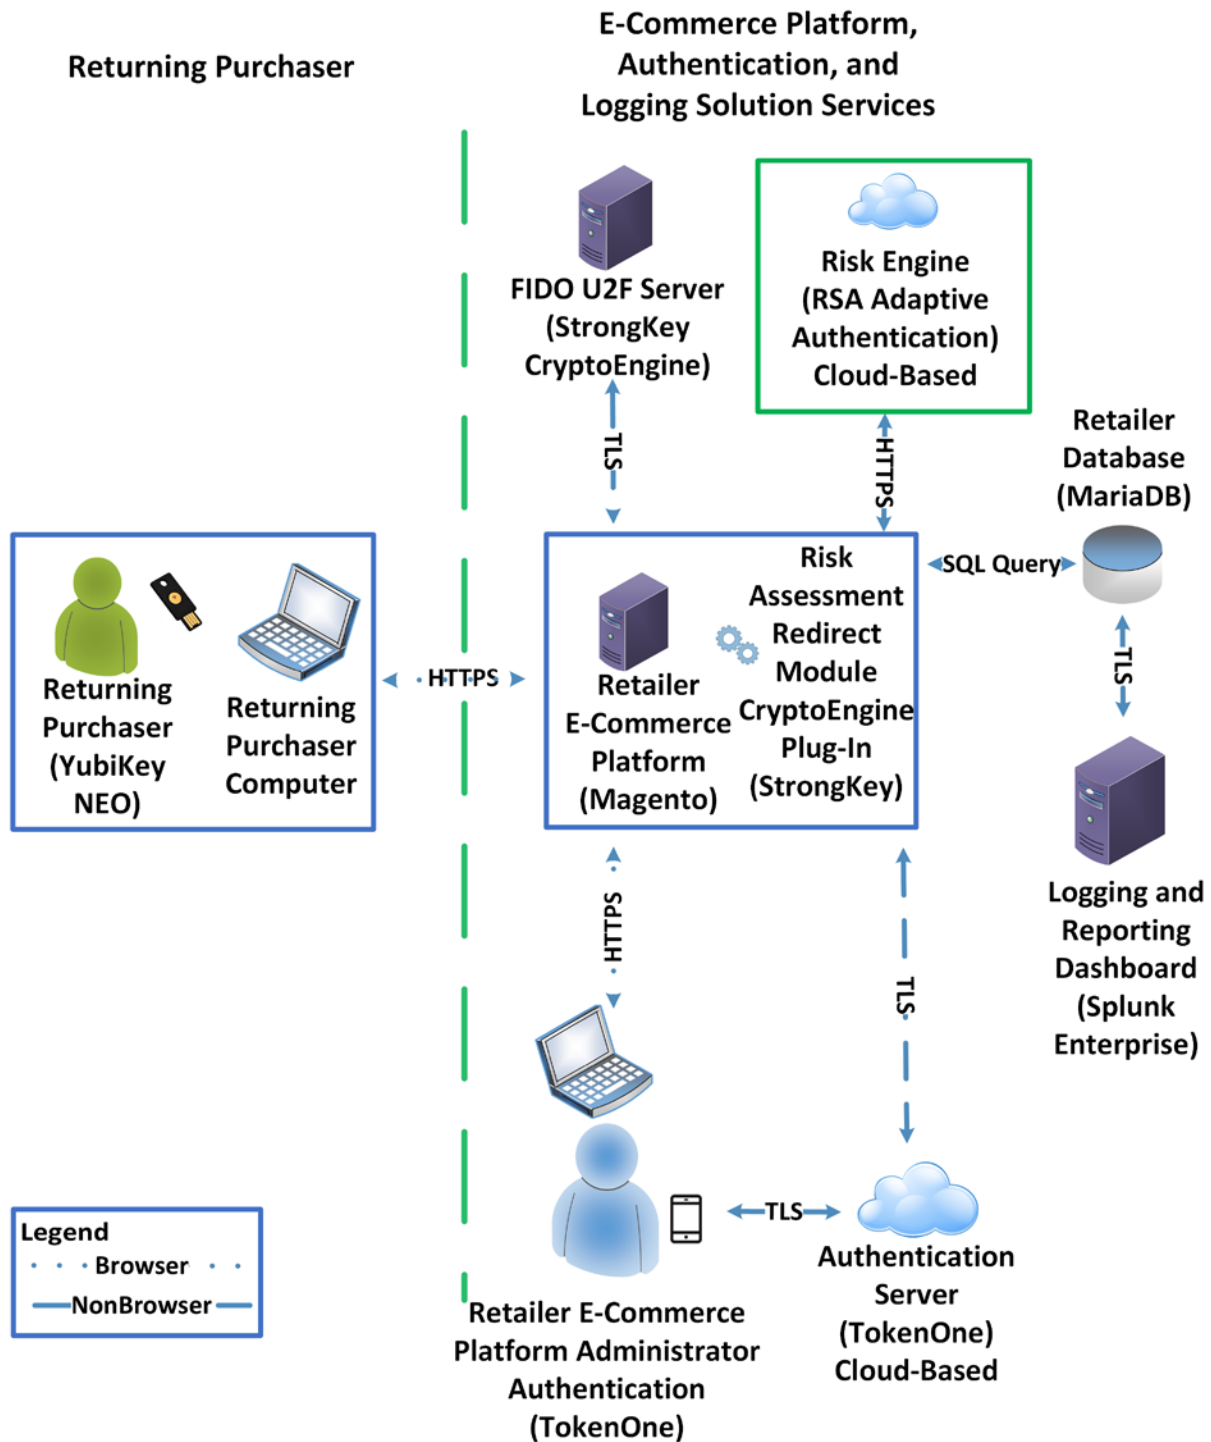 Returning Purchaser
E-Commerce Platform,
Authentication, and
Logging Solution Services
FIDO U2F Server
(StrongKey
CryptoEngine)
Risk Engine
(RSA Adaptive
Authentication)
Cloud-Based
TLS
HTTPS
Retailer
Database
(MariaDB)
SQL Query
Returning
Purchaser
(YubiKey
NEO)
Returning
Purchaser
Computer
HTTPS
Retailer
E-Commerce
Platform
(Magento)
Risk
Assessment
Redirect
Module
CryptoEngine
Plug-In
(StrongKey)
TLS
Logging and
Reporting
Dashboard
(Splunk
Enterprise)
HTTPS
TLS
TLS
Retailer E-Commerce
Platform Administrator
Authentication
(TokenOne)
Authentication
Server
(TokenOne)
Cloud-Based
Legend
Browser
NonBrowser